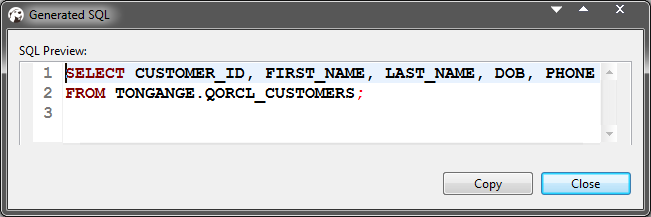 Generated SQL
SQL Preview:
1 SELECT CUSTOMER_ID, FIRST_NAME, LAST_NAME, DOB, PHONE
2 FROM TONGANGE.QORCL_CUSTOMERS;
3
Copy Close